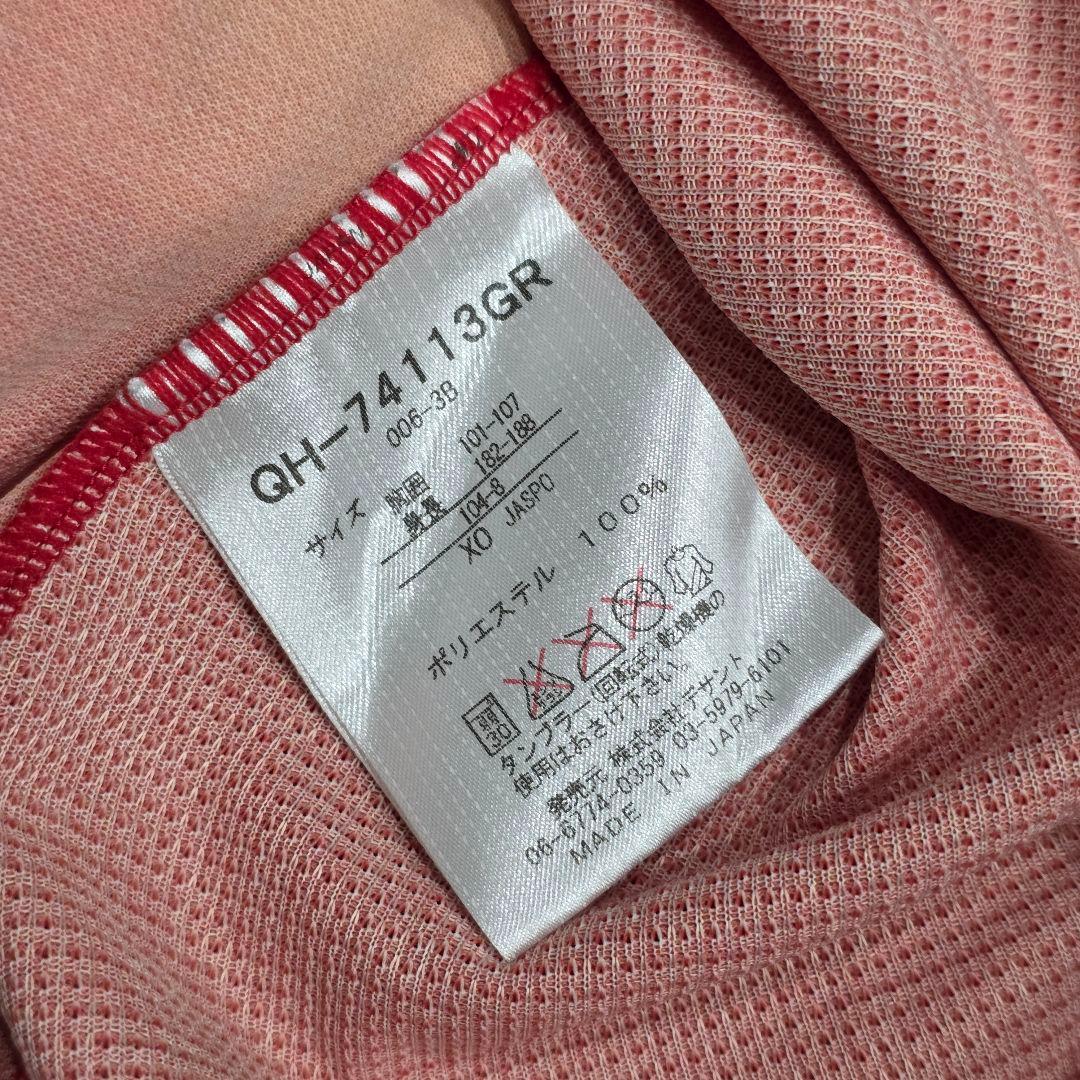 QH-74113GR
006-3B
サイズ 胸囲 101-107
身長 182-188
104-8
XO JASPO
ポリエステル 100%
弱 30
タンブラー(回転式)乾燥機の
使用はおさけ下さい。
発売元 株式会社デサント
06-6774-0359 03-5979-6101
MADE IN JAPAN